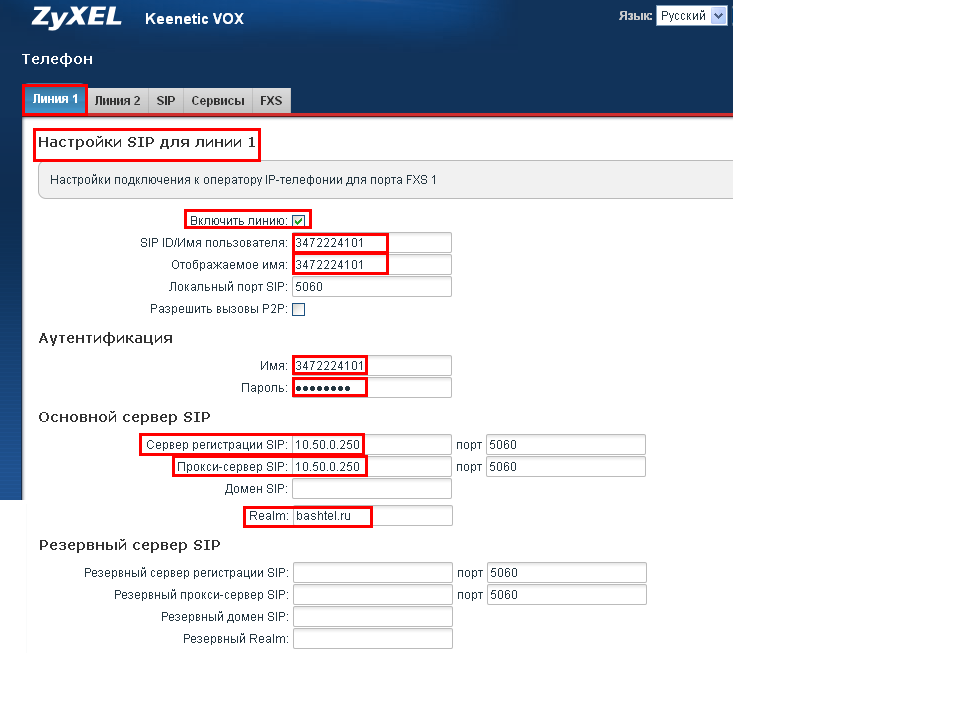 ZyXEL Keenetic VOX Язык: Русский
Телефон
Линия 1 Линия 2 SIP Сервисы FXS
Настройки SIP для линии 1
Настройки подключения к оператору IP-телефонии для порта FXS 1
Включить линию:
SIP ID/Имя пользователя: 3472224101
Отображаемое имя: 3472224101
Локальный порт SIP: 5060
Разрешить вызовы P2P:
Аутентификация
Имя: 3472224101
Пароль: ●●●●●●●●
Основной сервер SIP
Сервер регистрации SIP: 10.50.0.250 порт 5060
Прокси-сервер SIP: 10.50.0.250 порт 5060
Домен SIP:
Realm: bashtel.ru
Резервный сервер SIP
Резервный сервер регистрации SIP: порт 5060
Резервный прокси-сервер SIP: порт 5060
Резервный домен SIP:
Резервный Realm: